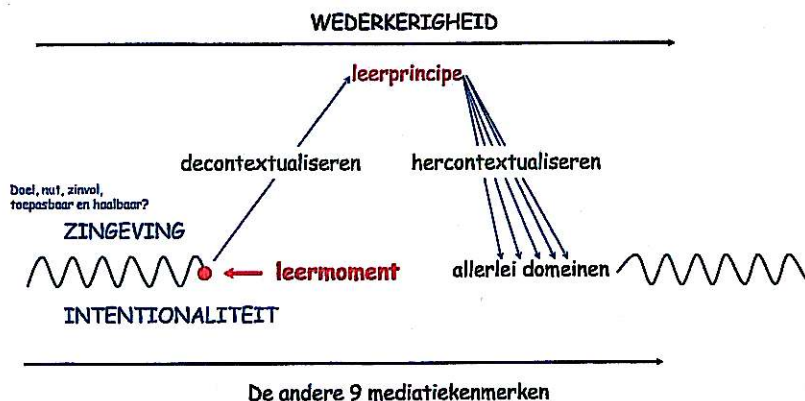 WEDERKERIGHEID
leerprincipe
decontextualiseren
hercontextualiseren
Doel, nut, zinvol,
toepasbaar en haalbaar?
ZINGEVING
leermoment
allerlei domeinen
INTENTIONALITEIT
De andere 9 mediatiekenmerken